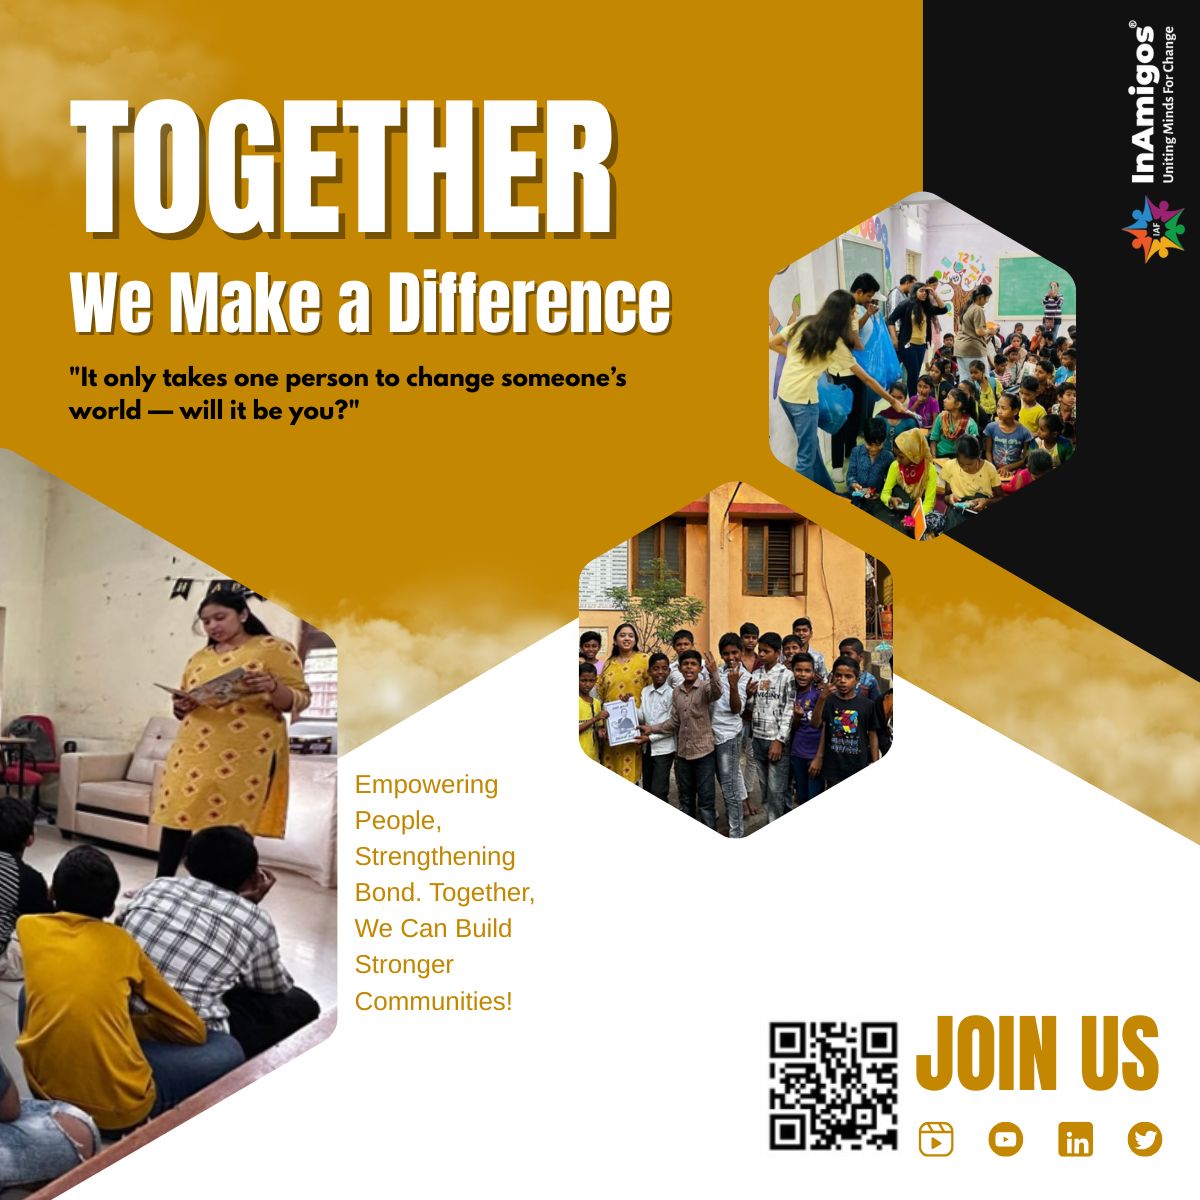 InAmigos®
Uniting Minds For Change
IAF
TOGETHER
We Make a Difference
"It only takes one person to change someone’s
world — will it be you?"
Empowering
People,
Strengthening
Bond. Together,
We Can Build
Stronger
Communities!
JOIN US
in